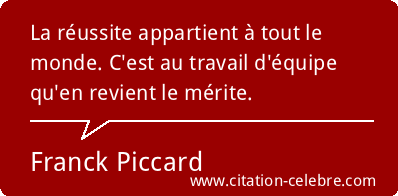 La réussite appartient à tout le
monde. C'est au travail d'équipe
qu'en revient le mérite.
Franck Piccard
www.citation-celebre.com